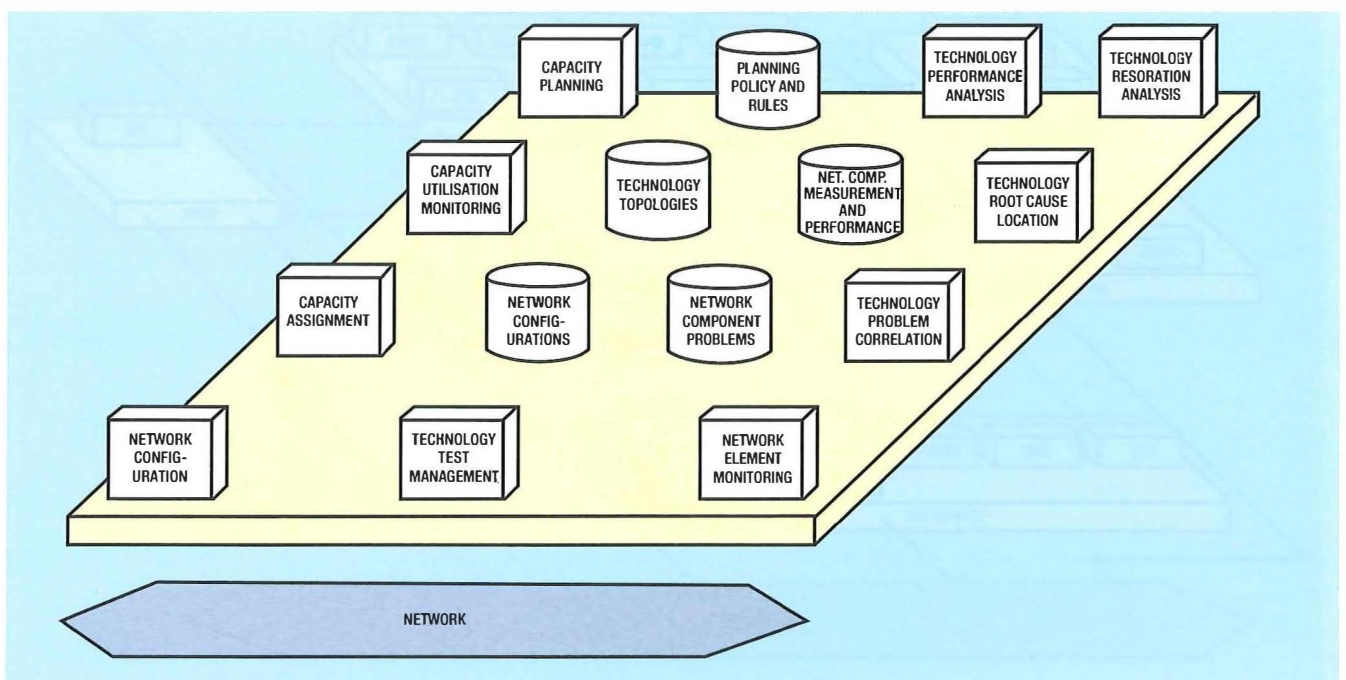 CAPACITY
PLANNING
PLANNING
POLICY AND
RULES
TECHNOLOGY
PERFORMANCE
ANALYSIS
TECHNOLOGY
RESORATION
ANALYSIS
CAPACITY
UTILISATION
MONITORING
TECHNOLOGY
TOPOLOGIES
NET. COMP.
MEASUREMENT
AND
PERFORMANCE
TECHNOLOGY
ROOT CAUSE
LOCATION
CAPACITY
ASSIGNMENT
NETWORK
CONFIG-
URATIONS
NETWORK
COMPONENT
PROBLEMS
TECHNOLOGY
PROBLEM
CORRELATION
NETWORK
CONFIG-
URATION
TECHNOLOGY
TEST
MANAGEMENT
NETWORK
ELEMENT
MONITORING
NETWORK